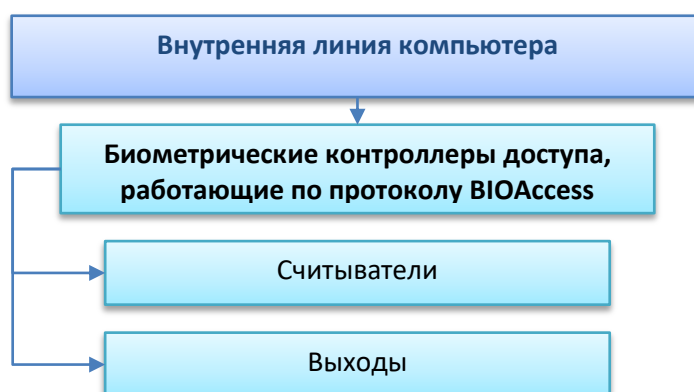 Внутренняя линия компьютера
Биометрические контроллеры доступа,
работающие по протоколу BIOAccess
Считыватели
Выходы